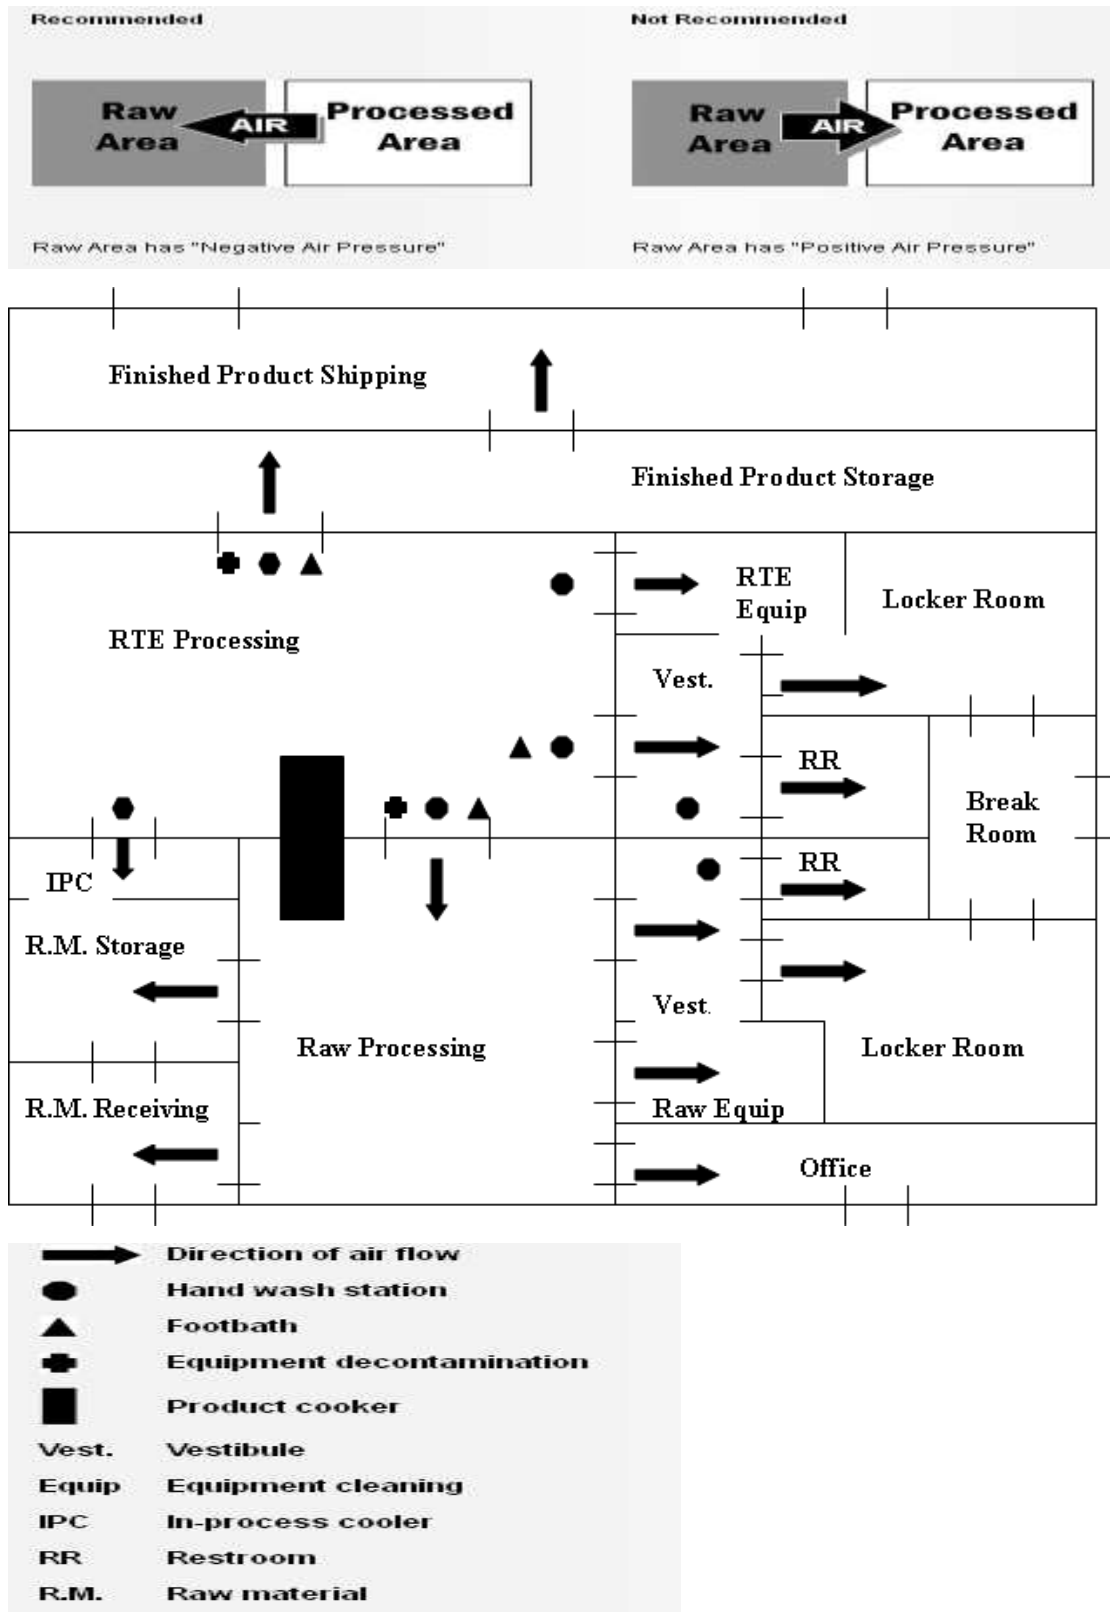 Recommended
Not Recommended
Raw
Area
AIR
Processed
Area
Raw
Area
AIR
Processed
Area
Raw Area has "Negative Air Pressure"
Raw Area has "Positive Air Pressure"
Finished Product Shipping
Finished Product Storage
RTE
Equip
Locker Room
RTE Processing
Vest.
RR
Break
Room
IPC
RR
R.M. Storage
Vest.
Raw Processing
Locker Room
R.M. Receiving
Raw Equip
Office
Direction of air flow
Hand wash station
Footbath
Equipment decontamination
Product cooker
Vest. Vestibule
Equip Equipment cleaning
IPC In-process cooler
RR Restroom
R.M. Raw material